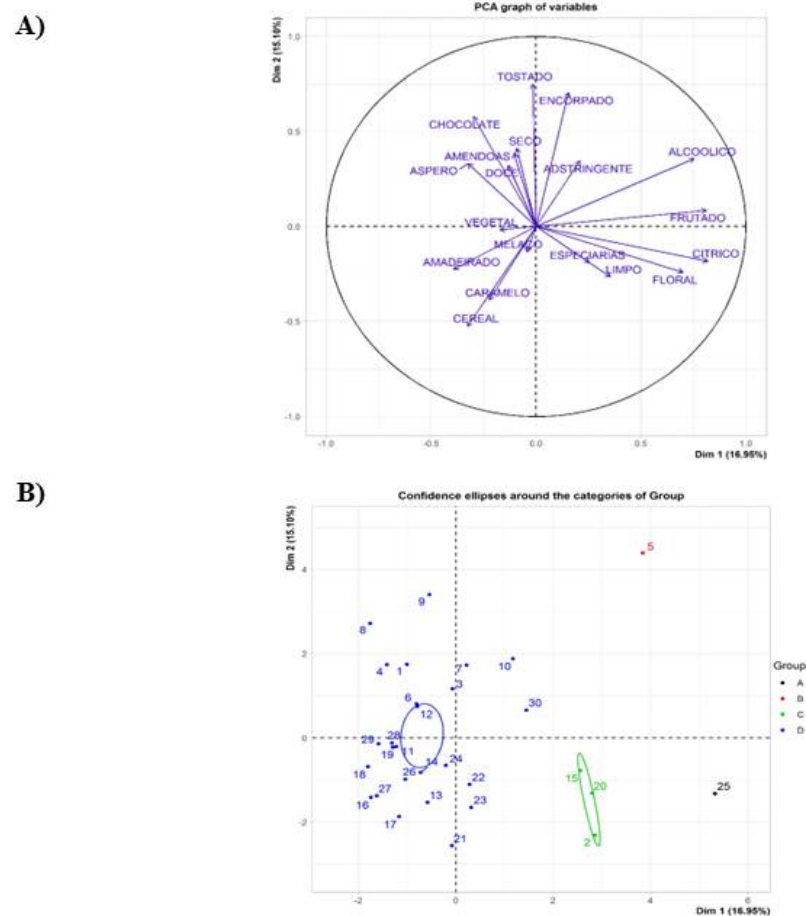 A)
PCA graph of variables
Dim 2 (15.10%)
1.0
0.5
0.0
-0.5
-1.0
TOSTADO
ENCORPADO
CHOCOLATE
SECO
ALCOOLICO
AMENDOAS
ASPERO
DOCE
ADSTRINGENTE
VEGETAL
FRUTADO
MELAÇO
ESPECIARIAS
CITRICO
AMADEIRADO
LIMPO
FLORAL
CARAMELO
CEREAL
-1.0 -0.5 0.0 0.5 1.0
Dim 1 (16.95%)
B)
Confidence ellipses around the categories of Group
Dim 2 (15.10%)
4
2
0
-2
5
9
8
4 1 7 10
3
6
12
30
29 28
19 11
18 26 14 24
15 20 25
16 27 13 22
23
17
21
2
Group
A
B
C
D
-2 0 2 4 6
Dim 1 (16.95%)